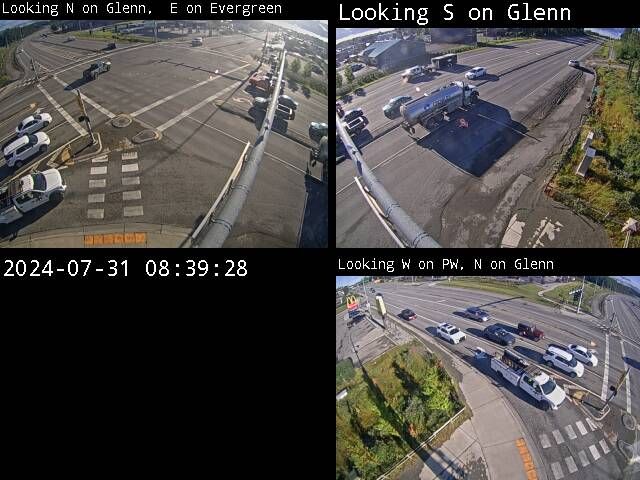 Looking N on Glenn,  E on Evergreen
Looking S on Glenn
2024-07-31 08:39:28
Looking W on PW, N on Glenn